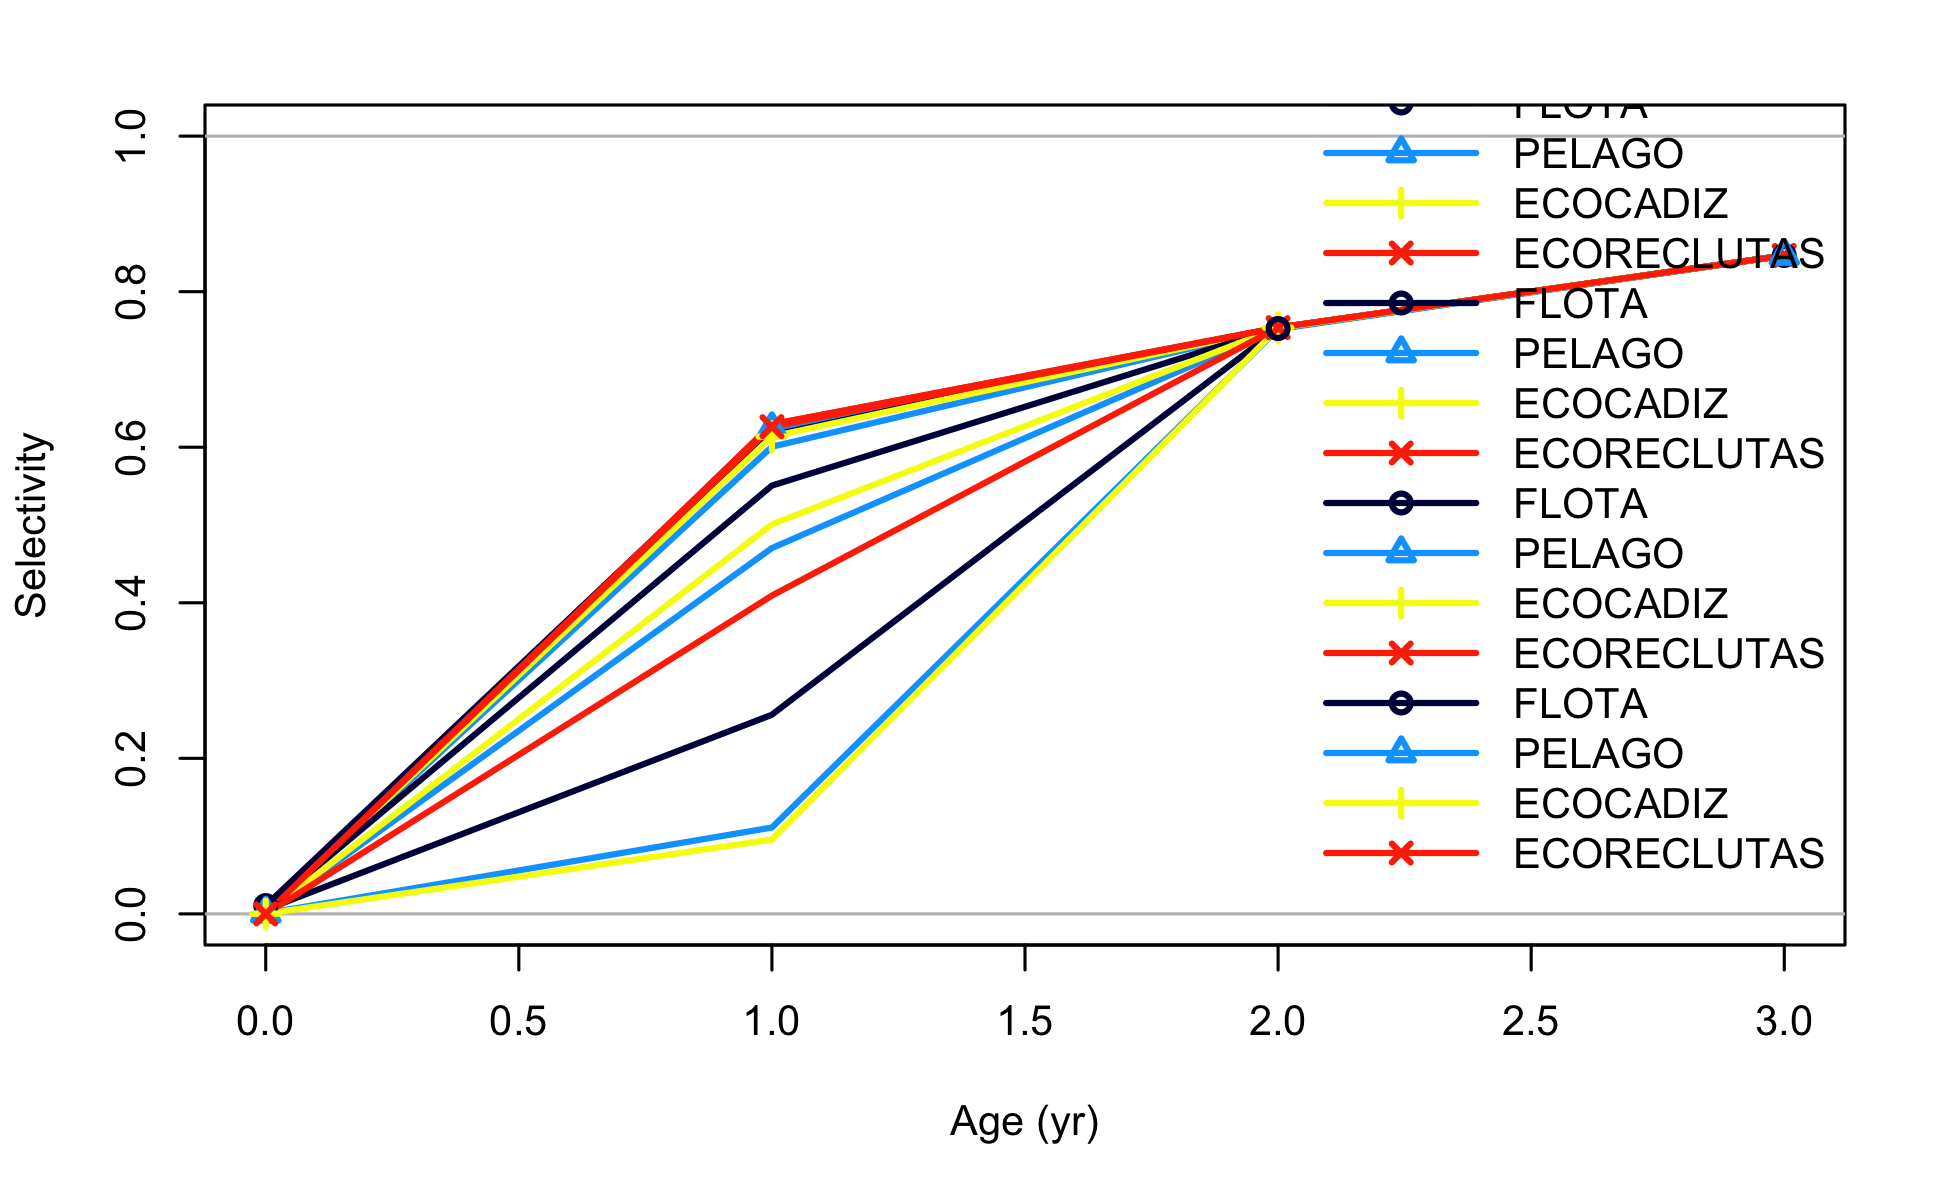 FLOTA
PELAGO
ECOCADIZ
ECORECLUTAS
FLOTA
PELAGO
ECOCADIZ
ECORECLUTAS
FLOTA
PELAGO
ECOCADIZ
ECORECLUTAS
FLOTA
PELAGO
ECOCADIZ
ECORECLUTAS
1.0
0.8
0.6
0.4
0.2
0.0
Selectivity
0.0 0.5 1.0 1.5 2.0 2.5 3.0
Age (yr)